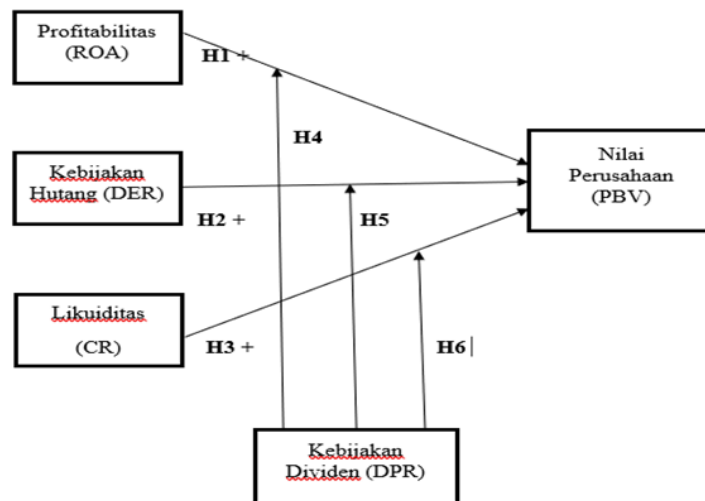 Profitabilitas
(ROA)
H1 +
H4
Kebijakan
Hutang (DER)
H2 +
H5
Nilai
Perusahaan
(PBV)
Likuiditas
(CR)
H3 +
H6
Kebijakan
Dividen (DPR)